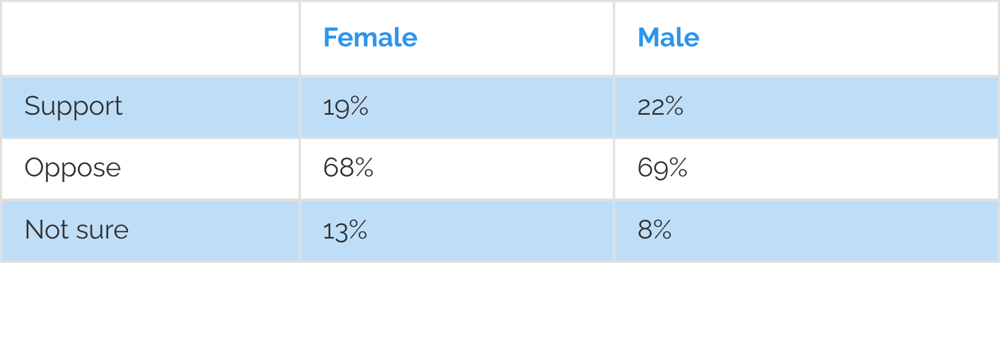 Female Male
Support 19% 22%
Oppose 68% 69%
Not sure 13% 8%